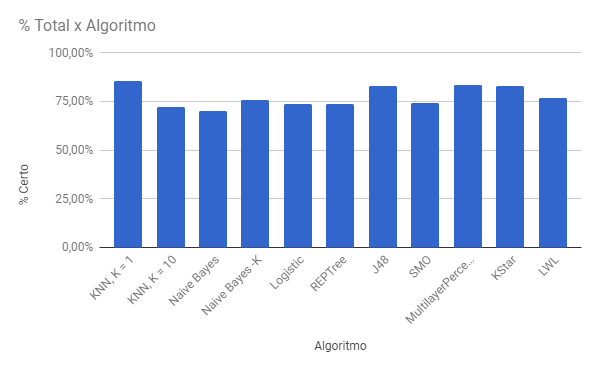 % Total x Algoritmo
100,00%
75,00%
50,00%
25,00%
0,00%
% Certo
KNN, K = 1
KNN, K = 10
Naive Bayes
Naive Bayes -K
Logistic
REPTree
J48
SMO
MultilayerPerce...
KStar
LWL
Algoritmo